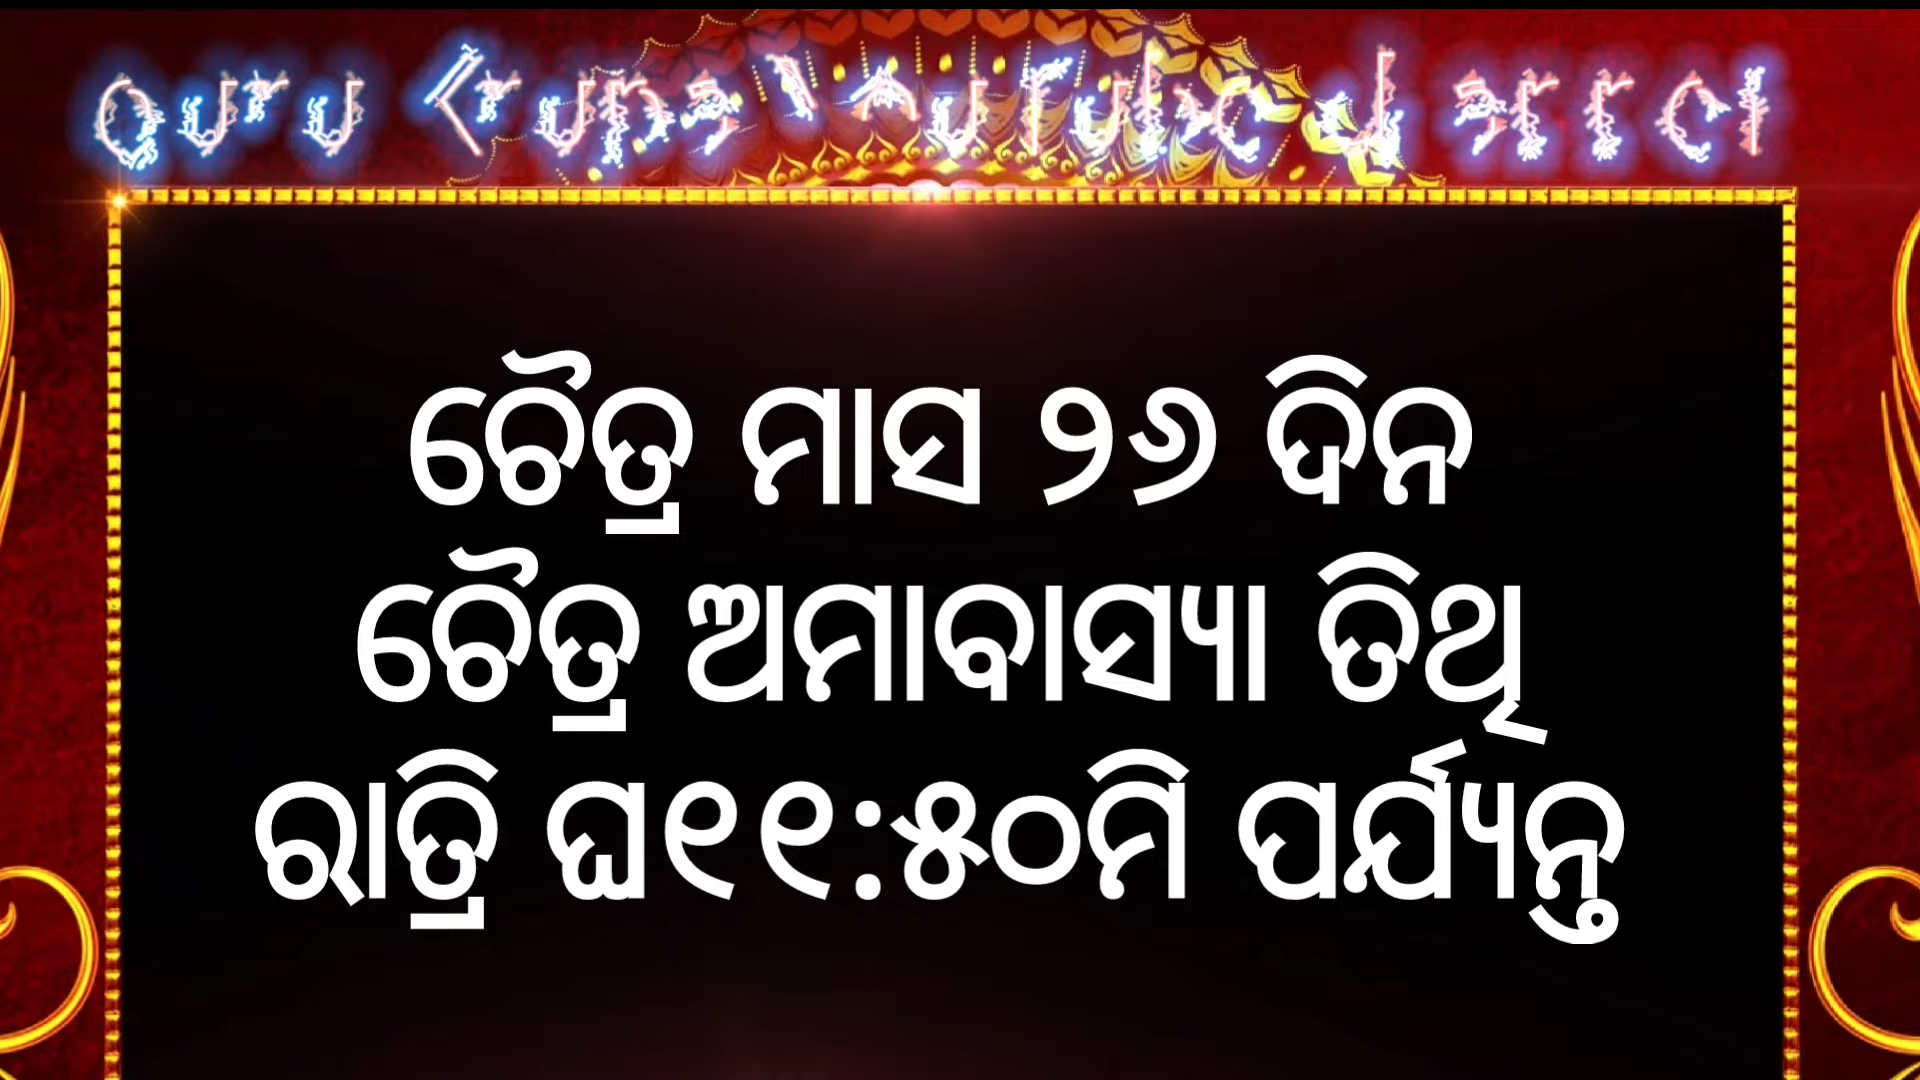 ଚୈତ୍ର ମାସ ୨୬ ଦିନ
ଚୈତ୍ର ଅମାବାସ୍ୟା ତିଥି
ରାତ୍ରି ଘ୧୧:୫୦ମି ପର୍ଯ୍ୟନ୍ତ